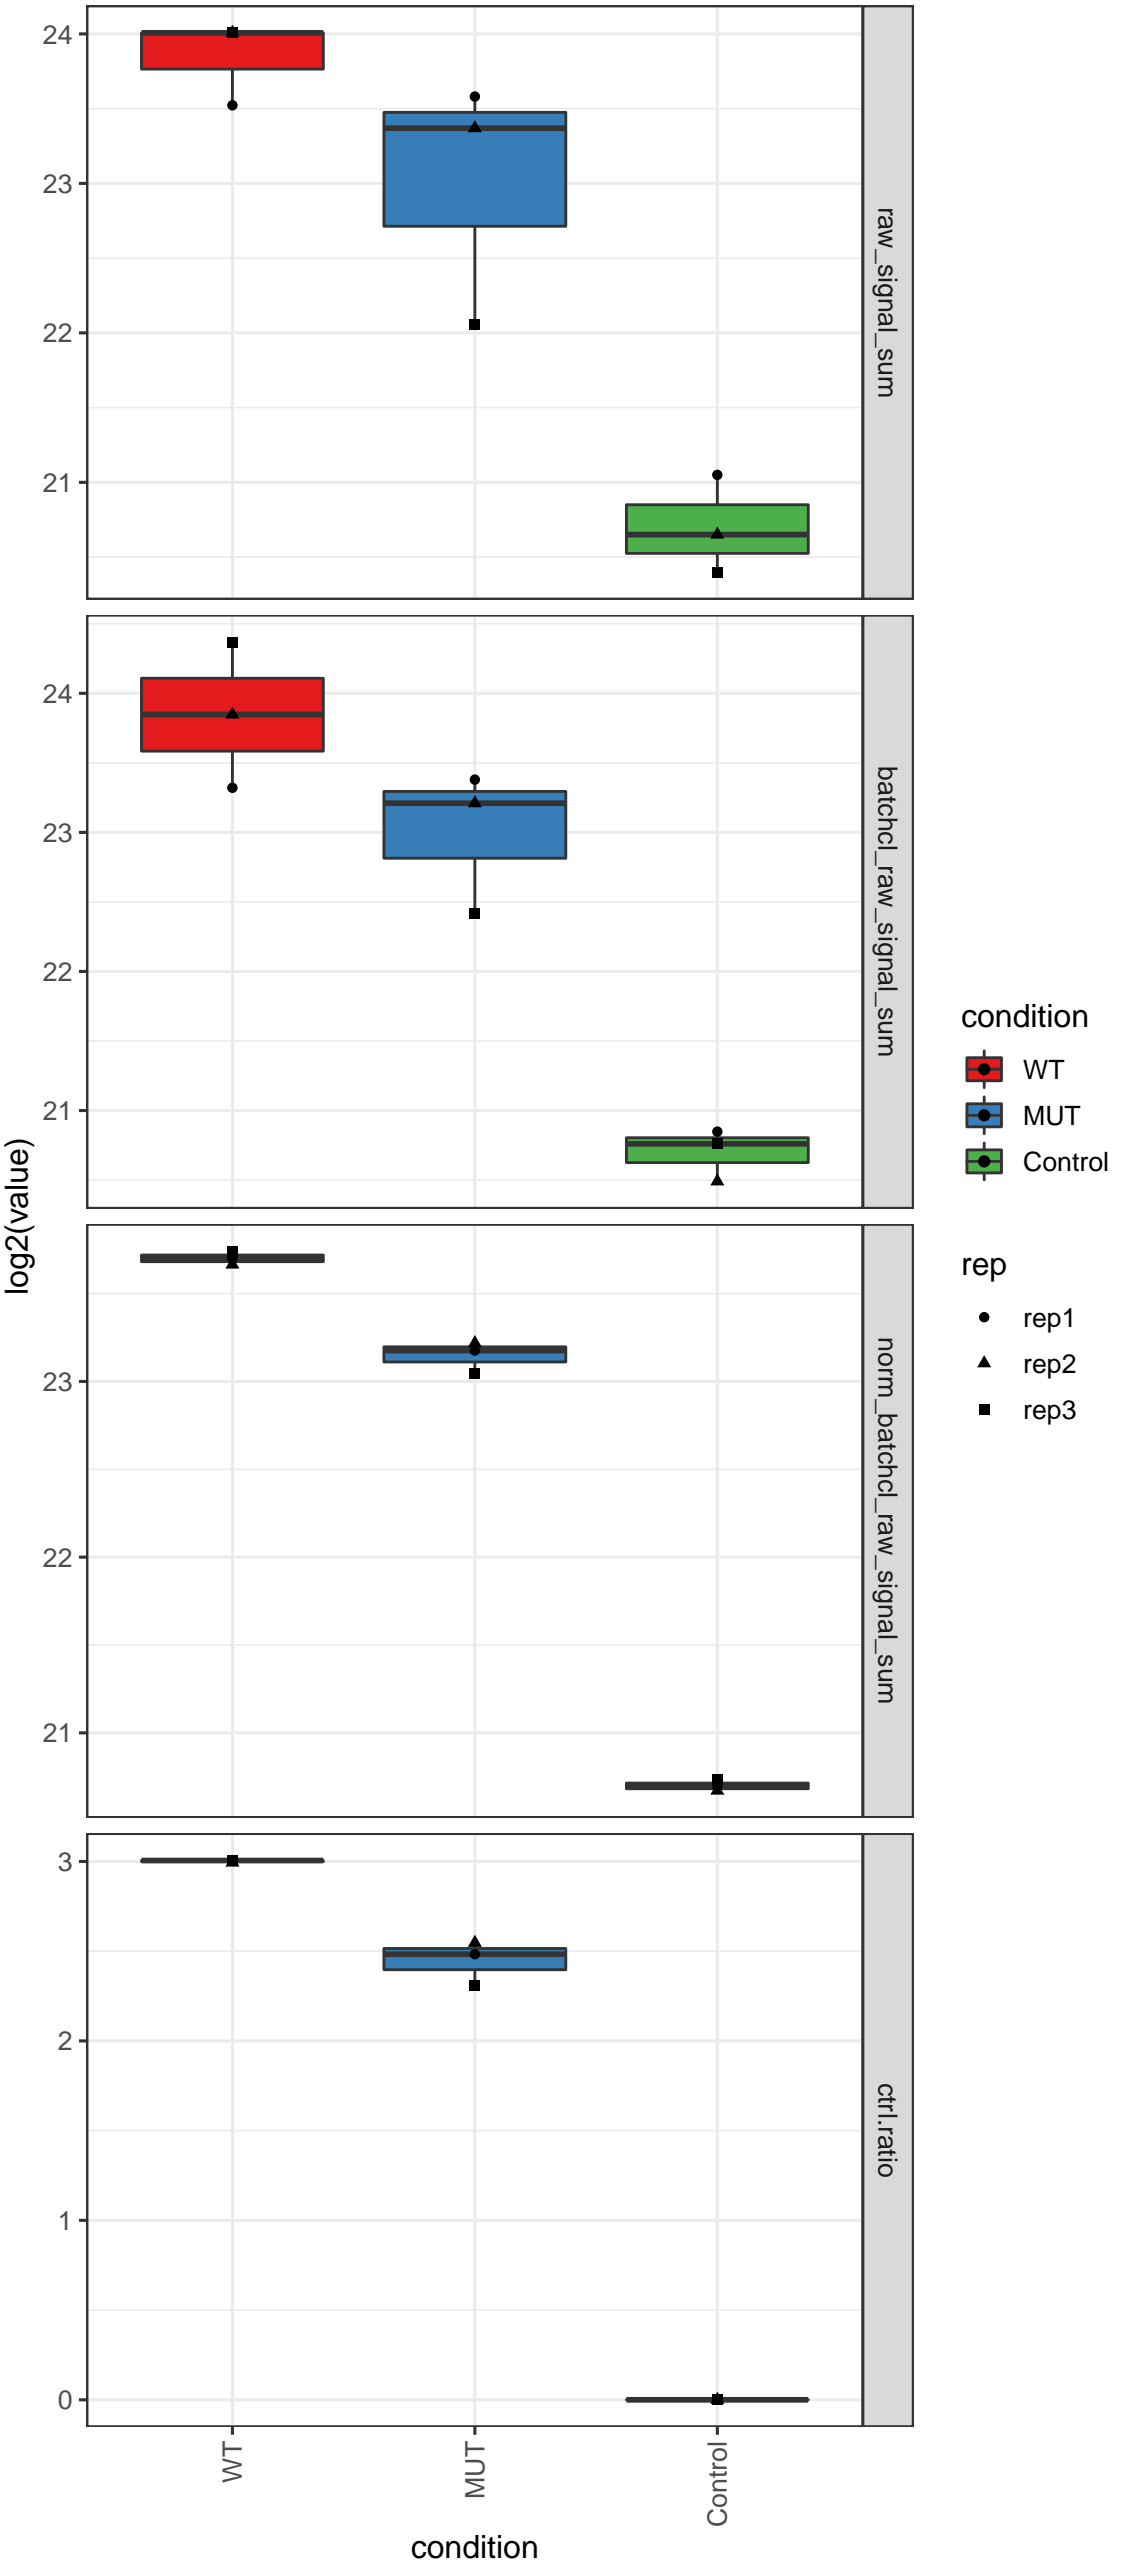 log2(value)
24
23
22
21
raw_signal_sum
24
23
22
21
batchcl_raw_signal_sum
23
22
21
norm_batchcl_raw_signal_sum
3
2
1
0
ctrl.ratio
WT
MUT
Control
condition
condition
WT
MUT
Control
rep
rep1
rep2
rep3